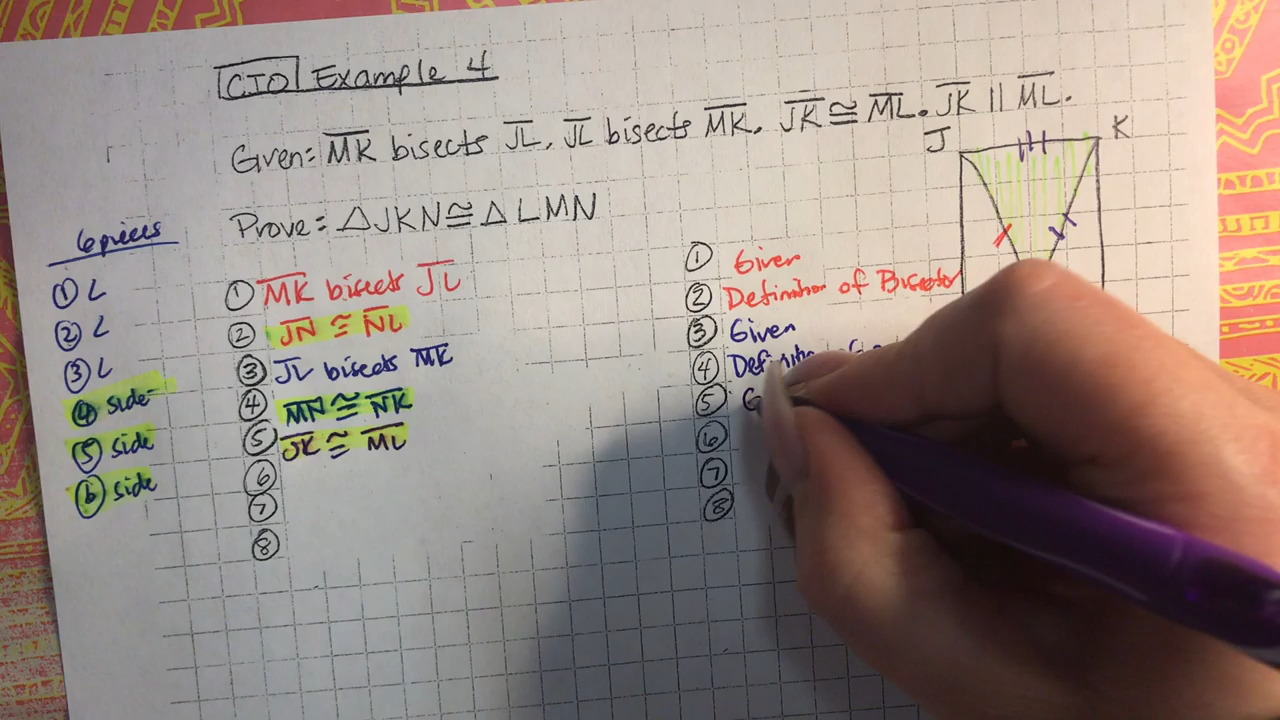 CIO Example 4
Given: MK bisects JL, JL bisects MK, JK ≅ ML. JK || ML.
Prove: △JKN ≅ △LMN
J K
6 pieces
① L
② L
③ L
④ side
⑤ side
⑥ side
① MK bisects JL
② JN ≅ NL
③ JL bisects MK
④ MN ≅ NK
⑤ JK ≅ ML
⑥
⑦
⑧
① Given
② Definition of Bisector
③ Given
④
⑤ G
⑥
⑦
⑧